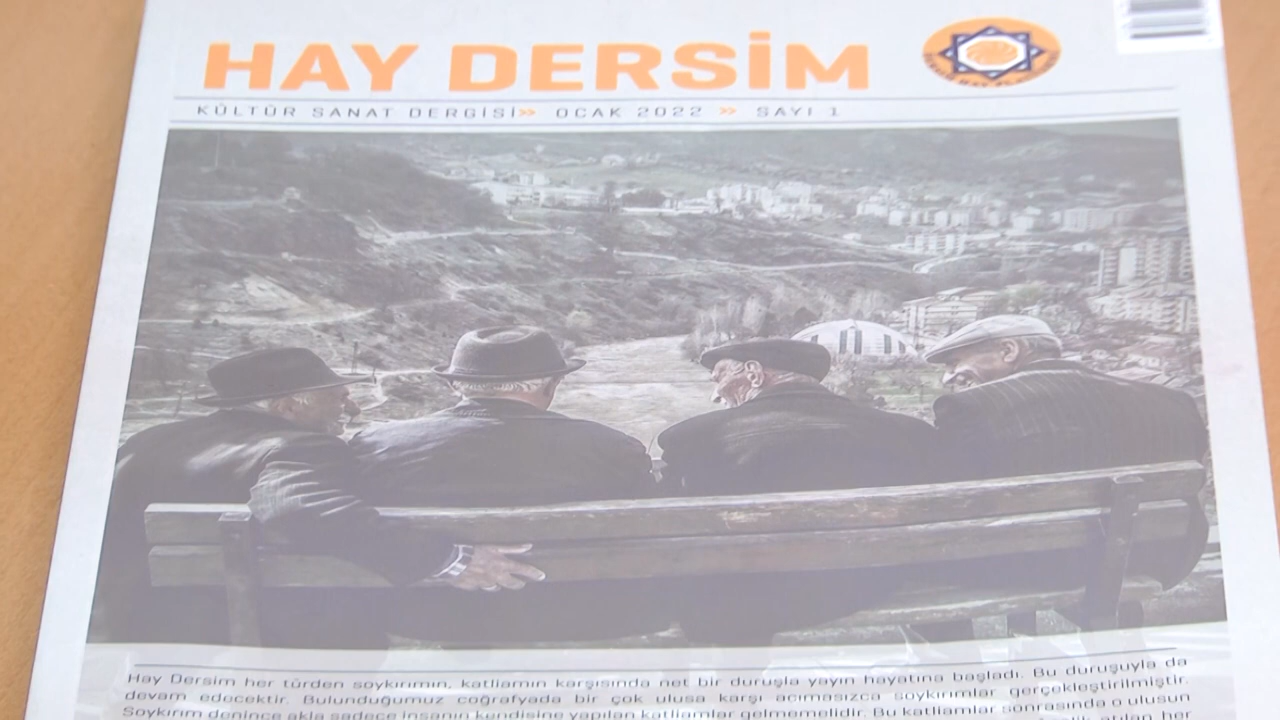 HAY DERSİM
KÜLTÜR SANAT DERGİSİ» OCAK 2022 » SAYI 1
Hay Dersim her türden soykırımın, katliamın karşısında net bir duruşla yayın hayatına başladı. Bu duruşuyla da
devam edecektir. Bulunduğumuz coğrafyada bir çok ulusa karşı acımasızca soykırımlar gerçekleştirilmiştir.
Soykırım denince akla sadece insanın kendisine yapılan katliamlar gelmemelidir. Bu katliamlar sonrasında o ulusun